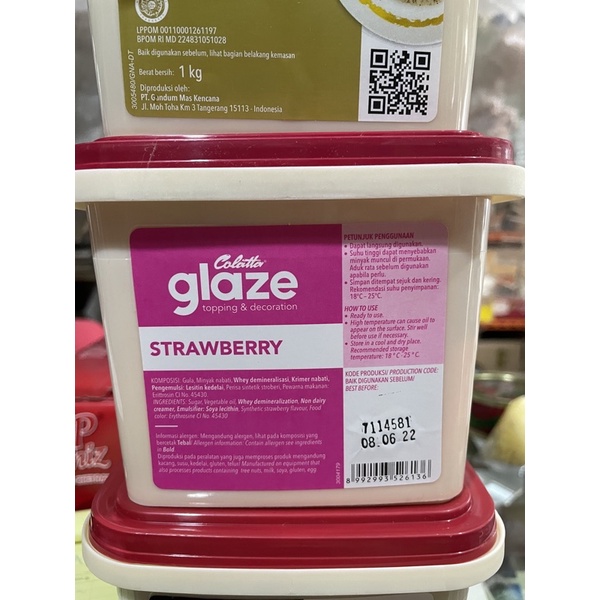 LPPOM 00110001261197
BPOM RI MD 224831051028
Baik digunakan sebelum, lihat bagian belakang kemasan
Berat bersih: 1 kg
Diproduksi oleh:
PT. Gandum Mas Kencana
Jl. Moh Toha Km 3 Tangerang 15113 - Indonesia
3005480/GNA-DT
Colatta
glaze
topping & decoration
STRAWBERRY
KOMPOSISI: Gula, Minyak nabati, Whey demineralisasi, Krimer nabati,
Pengemulsi: Lesitin kedelai, Perisa sintetik stroberi, Pewarna makanan
Eritrosin CI No 45430.
INGREDIENTS: Sugar, Vegetable oil, Whey demineralization, Non dairy
creamer, Emulsifier: Soya lecithin, Synthetic strawberry flavour, Food
color: Erythrosine CI No. 45430
Informasi alergen: Mengandung alergen, lihat pada komposisi yang
bercetak Tebal/ Allergen information: Contain allergen see ingredients
in Bold
Diproduksi pada peralatan yang juga memproses produk mengandung
kacang, susu, kedelai, gluten, telur/ Manufactured on equipment that
also processes products containing tree nuts, milk, soya, gluten, egg
PETUNJUK PENGGUNAAN
• Dapat langsung digunakan.
• Suhu tinggi dapat menyebabkan
minyak muncul di permukaan.
Aduk rata sebelum digunakan
apabila perlu.
• Simpan ditempat sejuk dan kering.
Rekomendasi suhu penyimpanan:
18°C - 25°C.
HOW TO USE
• Ready to use.
• High temperature can cause oil to
appear on the surface. Stir well
before use if necessary.
• Store in a cool and dry place.
Recommended storage
temperature: 18 °C -25 °C.
KODE PRODUKSI/ PRODUCTION CODE:
BAIK DIGUNAKAN SEBELUM/
BEST BEFORE:
7114581
08.06.22
8 992993 526136